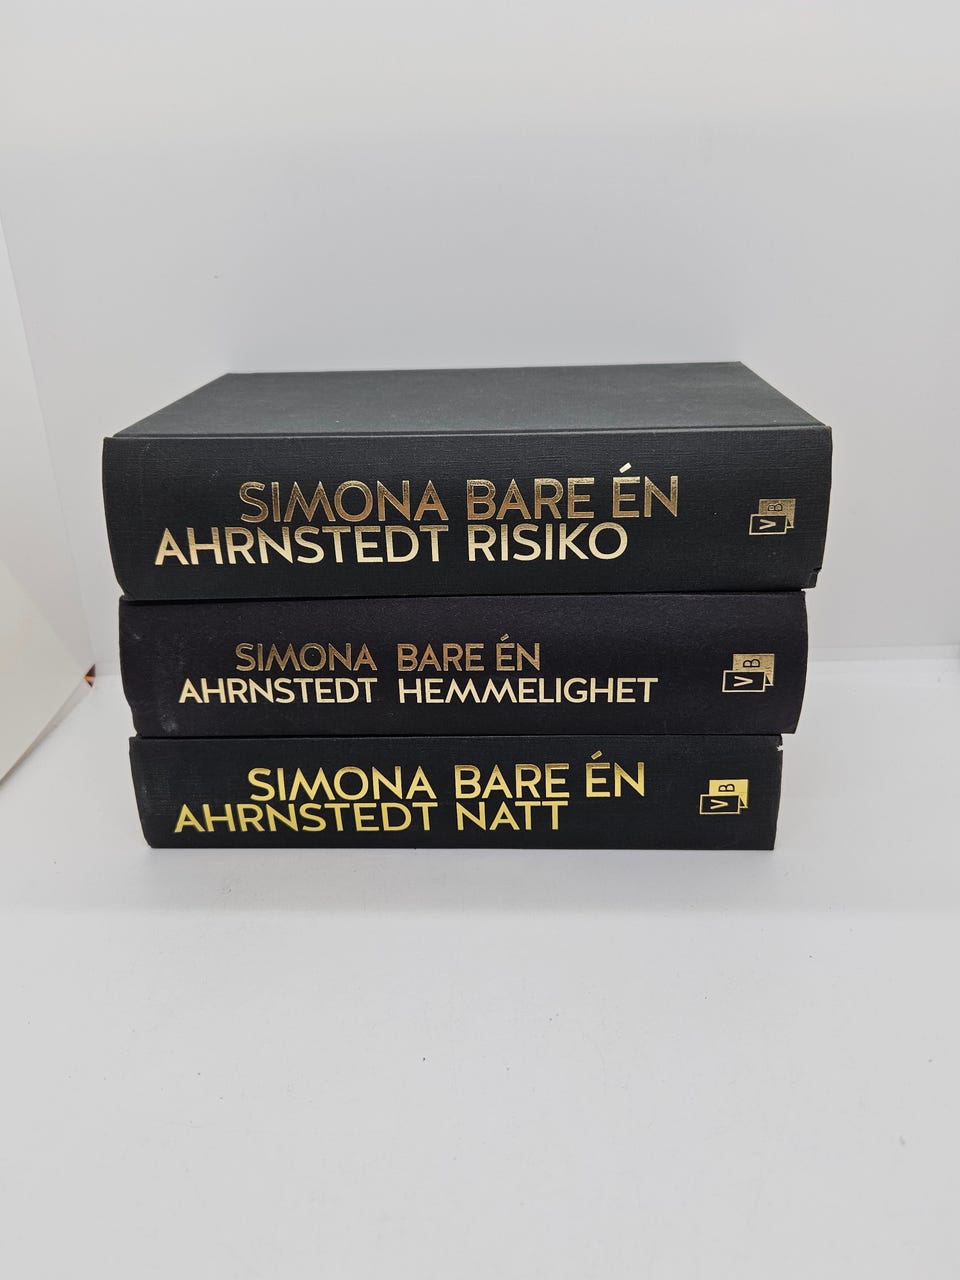 SIMONA BARE ÉN
AHRNSTEDT RISIKO
VB
SIMONA BARE ÉN
AHRNSTEDT HEMMELIGHET
VB
SIMONA BARE ÉN
AHRNSTEDT NATT
VB